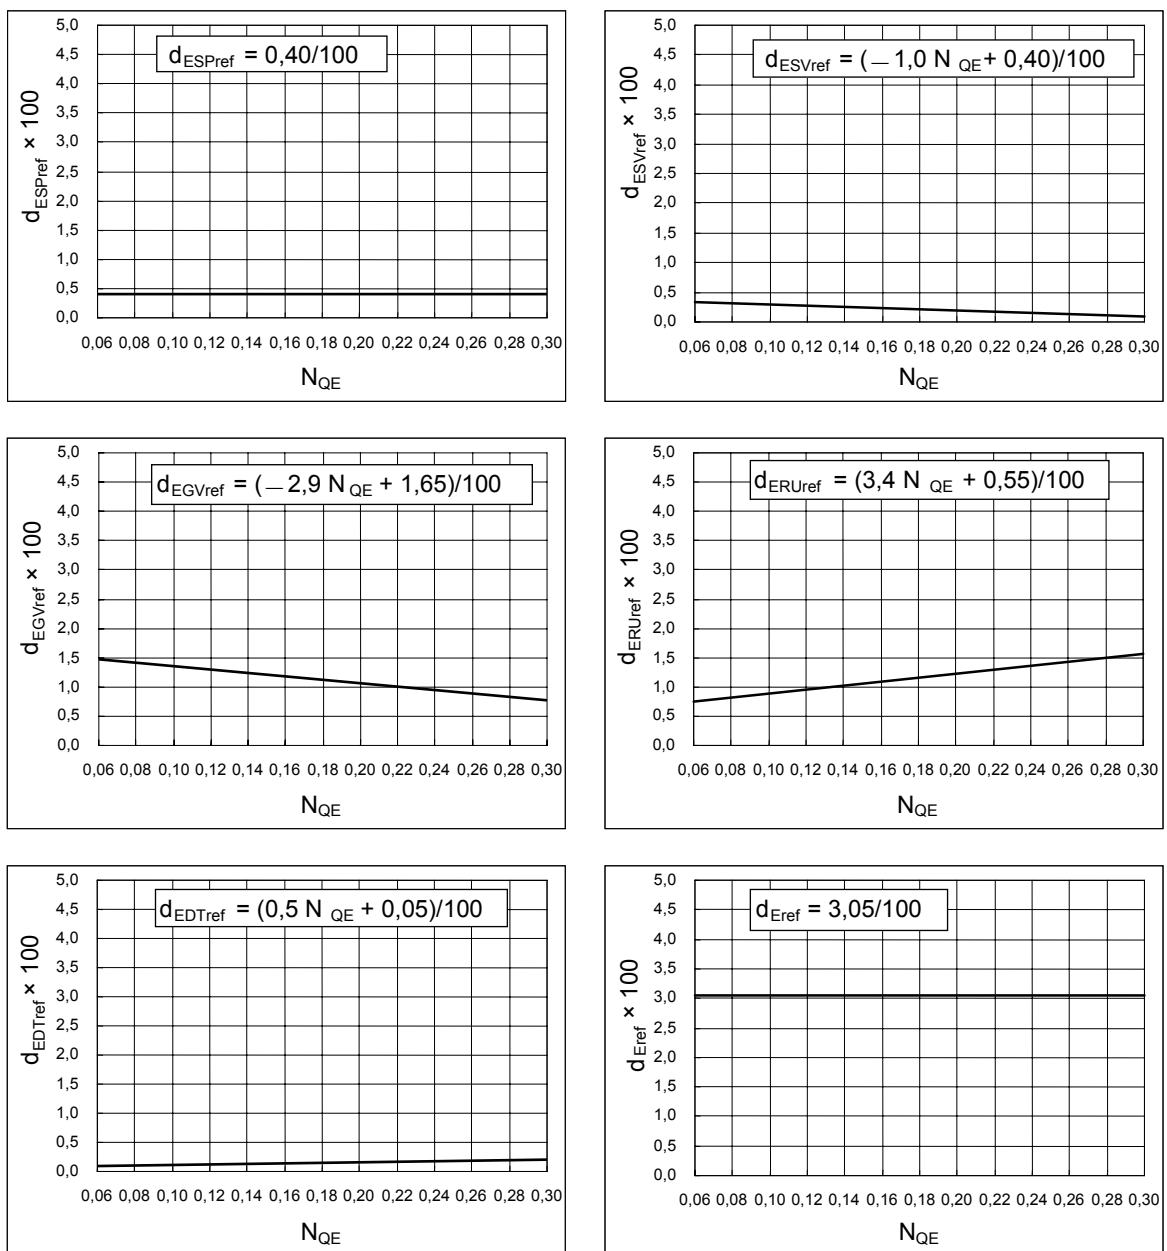 d_ESPref = 0,40/100
d_ESPref × 100
5,0
4,5
4,0
3,5
3,0
2,5
2,0
1,5
1,0
0,5
0,0
0,06 0,08 0,10 0,12 0,14 0,16 0,18 0,20 0,22 0,24 0,26 0,28 0,30
N_QE
d_ESVref = (– 1,0 N_QE + 0,40)/100
d_ESVref × 100
5,0
4,5
4,0
3,5
3,0
2,5
2,0
1,5
1,0
0,5
0,0
0,06 0,08 0,10 0,12 0,14 0,16 0,18 0,20 0,22 0,24 0,26 0,28 0,30
N_QE
d_EGVref = (– 2,9 N_QE + 1,65)/100
d_EGVref × 100
5,0
4,5
4,0
3,5
3,0
2,5
2,0
1,5
1,0
0,5
0,0
0,06 0,08 0,10 0,12 0,14 0,16 0,18 0,20 0,22 0,24 0,26 0,28 0,30
N_QE
d_ERUref = (3,4 N_QE + 0,55)/100
d_ERUref × 100
5,0
4,5
4,0
3,5
3,0
2,5
2,0
1,5
1,0
0,5
0,0
0,06 0,08 0,10 0,12 0,14 0,16 0,18 0,20 0,22 0,24 0,26 0,28 0,30
N_QE
d_EDTref = (0,5 N_QE + 0,05)/100
d_EDTref × 100
5,0
4,5
4,0
3,5
3,0
2,5
2,0
1,5
1,0
0,5
0,0
0,06 0,08 0,10 0,12 0,14 0,16 0,18 0,20 0,22 0,24 0,26 0,28 0,30
N_QE
d_Eref = 3,05/100
d_Eref × 100
5,0
4,5
4,0
3,5
3,0
2,5
2,0
1,5
1,0
0,5
0,0
0,06 0,08 0,10 0,12 0,14 0,16 0,18 0,20 0,22 0,24 0,26 0,28 0,30
N_QE